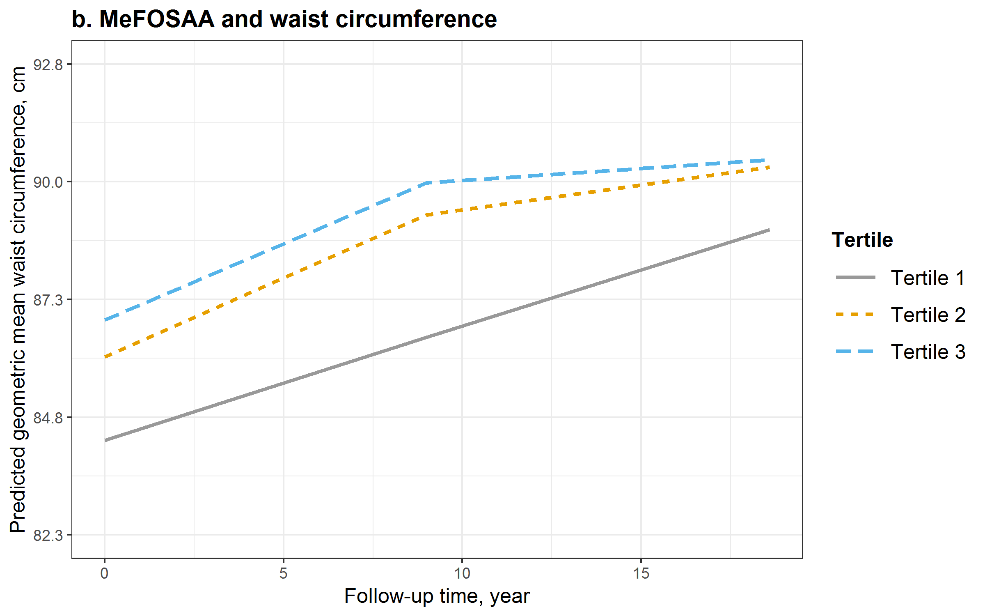 b. MeFOSAA and waist circumference
Predicted geometric mean waist circumference, cm
92.8
90.0
87.3
84.8
82.3
0
5
10
15
Follow-up time, year
Tertile
Tertile 1
Tertile 2
Tertile 3